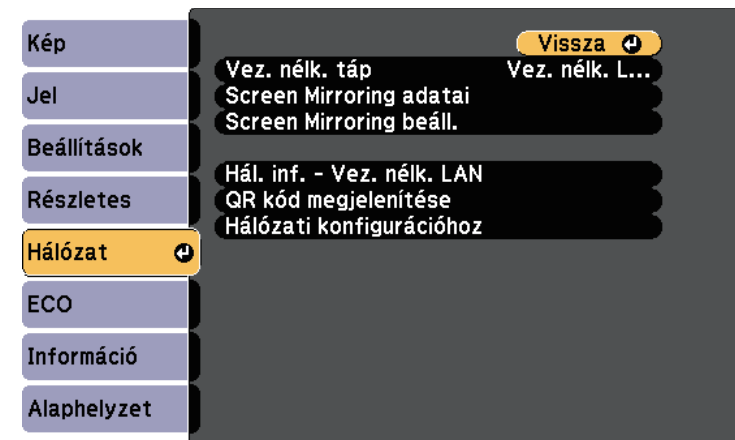 Kép
Jel
Beállítások
Részletes
Hálózat
ECO
Információ
Alaphelyzet
Vissza
Vez. nélk. táp Vez. nélk. L...
Screen Mirroring adatai
Screen Mirroring beáll.
Hál. inf. - Vez. nélk. LAN
QR kód megjelenítése
Hálózati konfigurációhoz